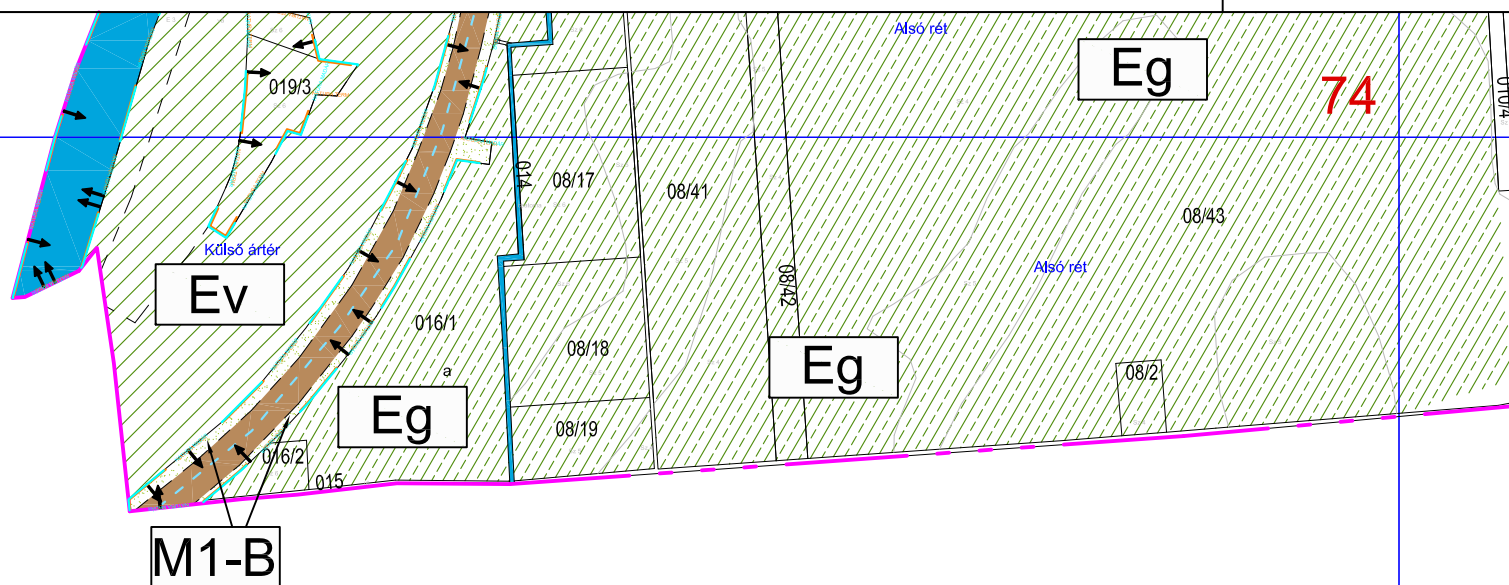 Alsó rét
Eg
74
010/4
019/3
014
08/17
08/41
08/43
Külső ártér
Alsó rét
08/42
Ev
016/1
08/18
Eg
a
08/2
Eg
08/19
016/2
015
M1-B